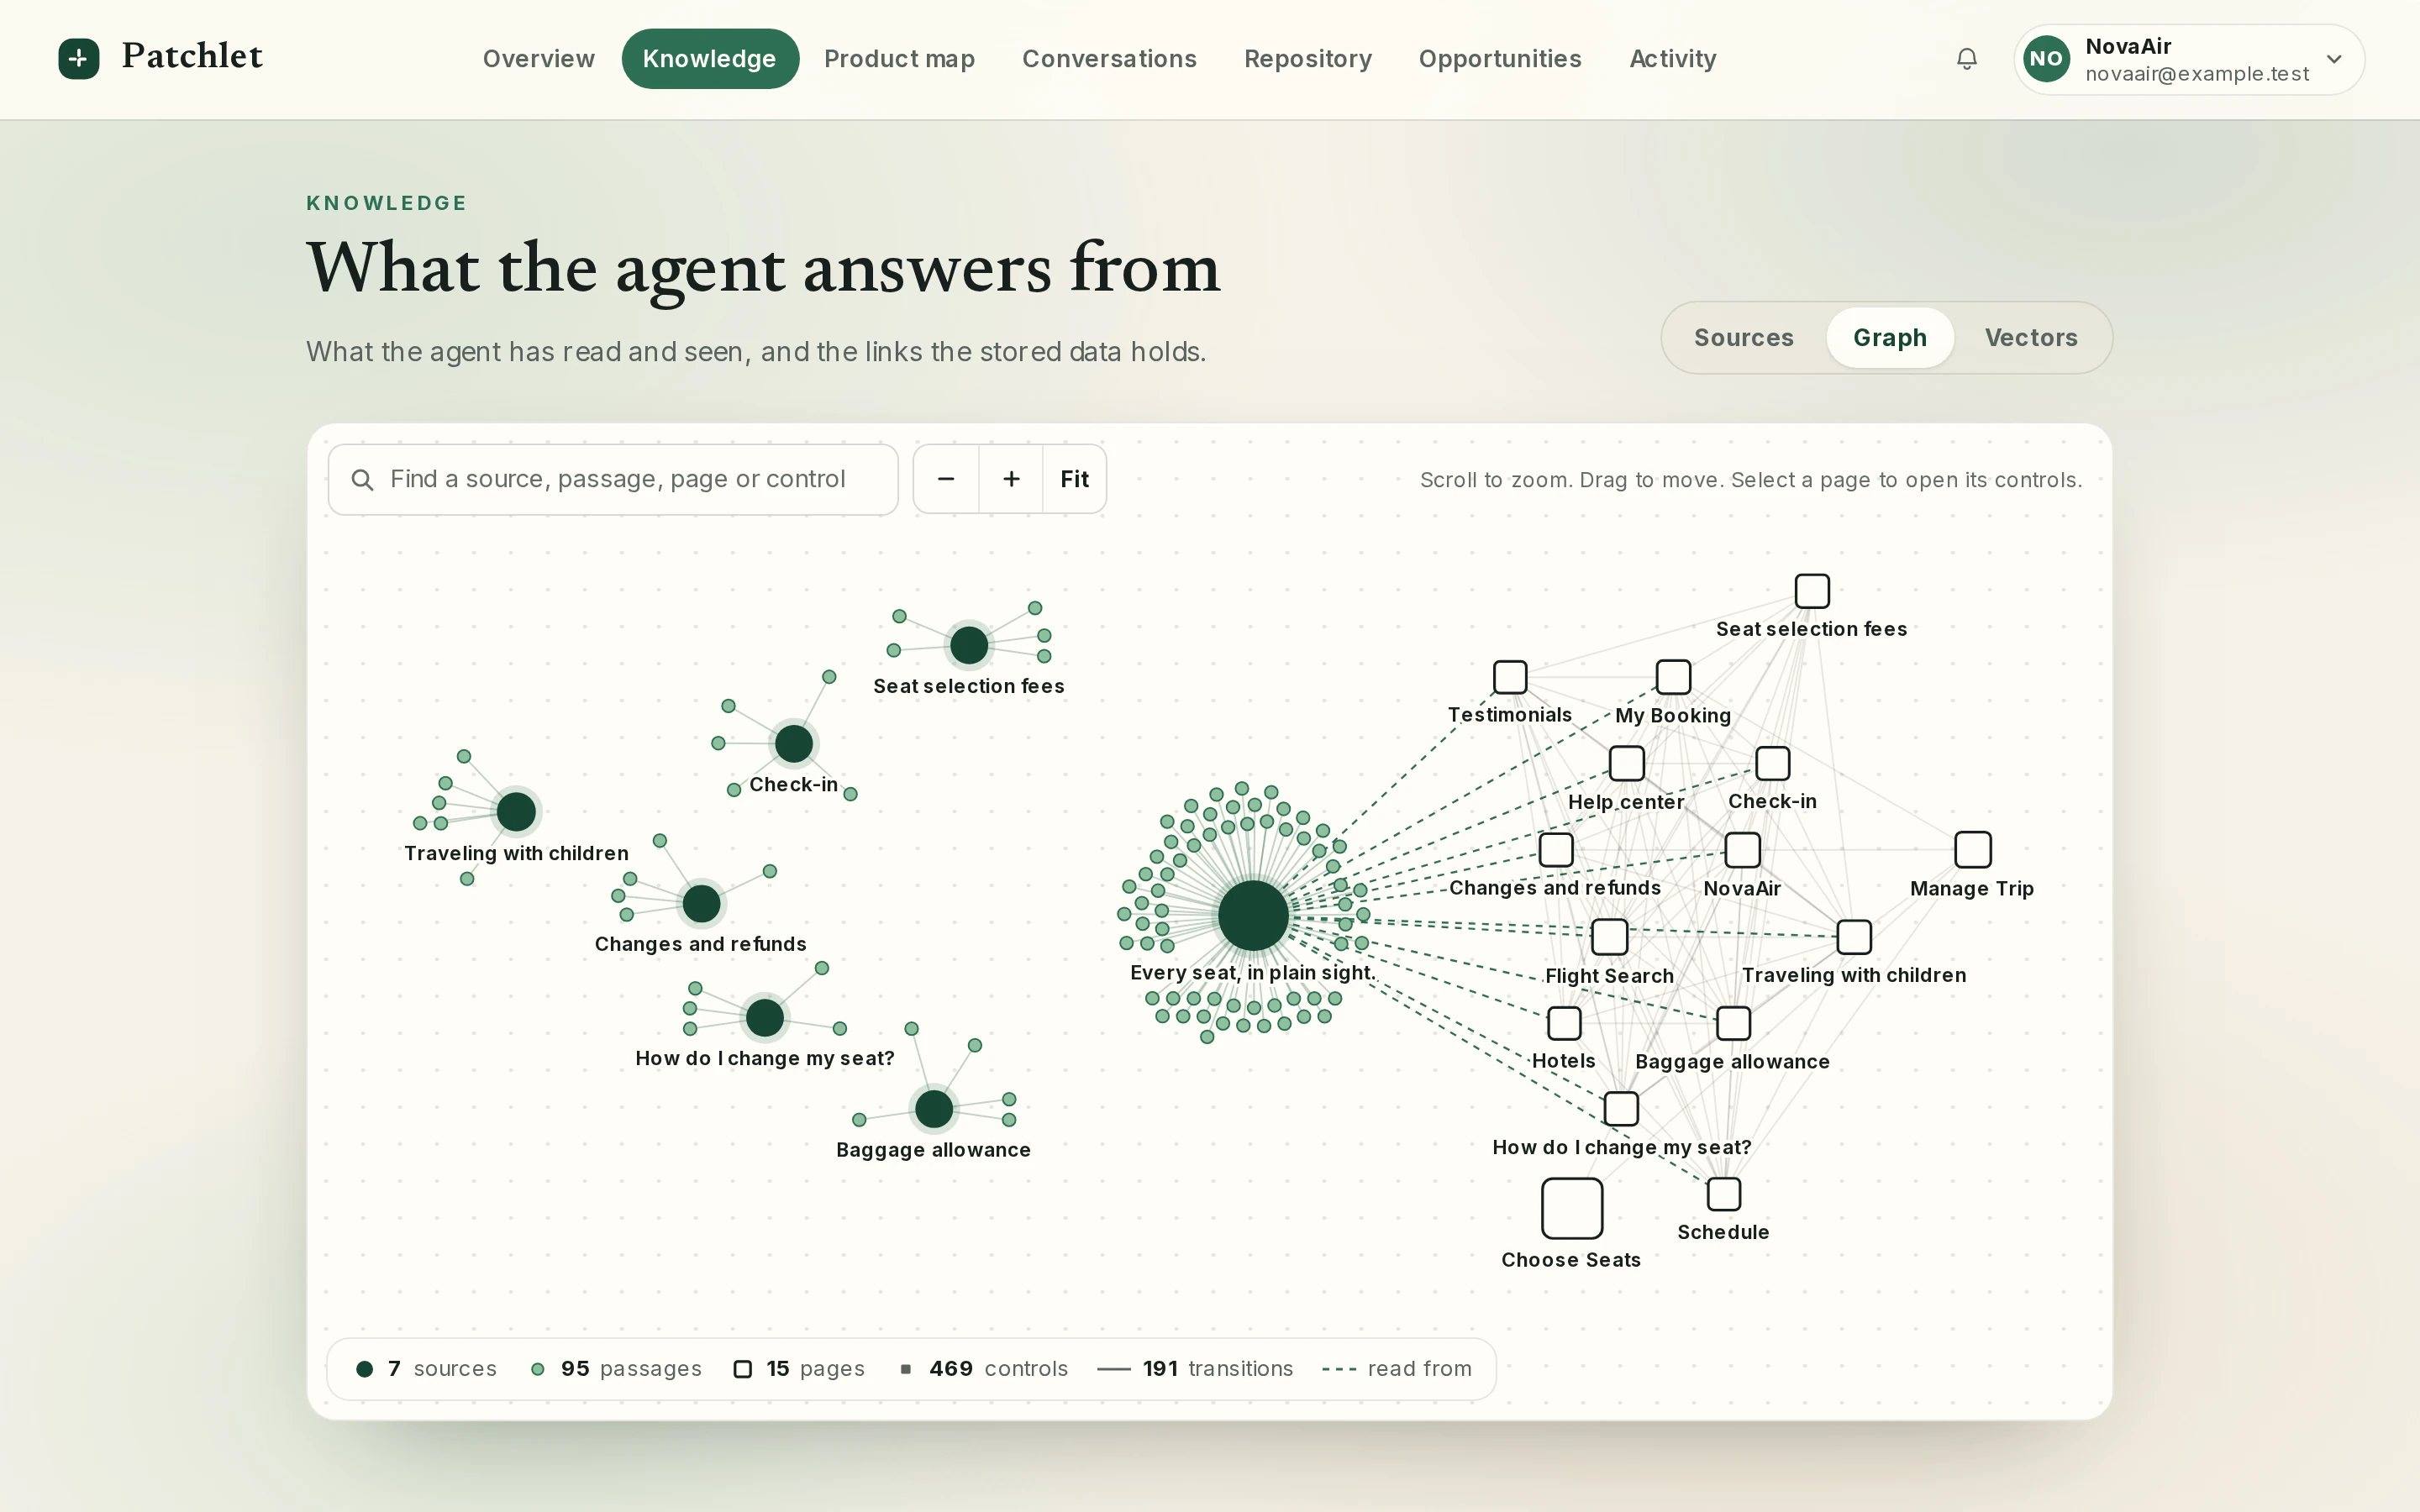 Patchlet
Overview
Knowledge
Product map
Conversations
Repository
Opportunities
Activity
NO
NovaAir
novaair@example.test
KNOWLEDGE
What the agent answers from
What the agent has read and seen, and the links the stored data holds.
Sources
Graph
Vectors
Find a source, passage, page or control
−
+
Fit
Scroll to zoom. Drag to move. Select a page to open its controls.
Seat selection fees
Seat selection fees
Testimonials
My Booking
Check-in
Help center
Check-in
Traveling with children
Changes and refunds
NovaAir
Manage Trip
Changes and refunds
Every seat, in plain sight.
Flight Search
Traveling with children
How do I change my seat?
Hotels
Baggage allowance
Baggage allowance
How do I change my seat?
Schedule
Choose Seats
7 sources
95 passages
15 pages
469 controls
191 transitions
read from